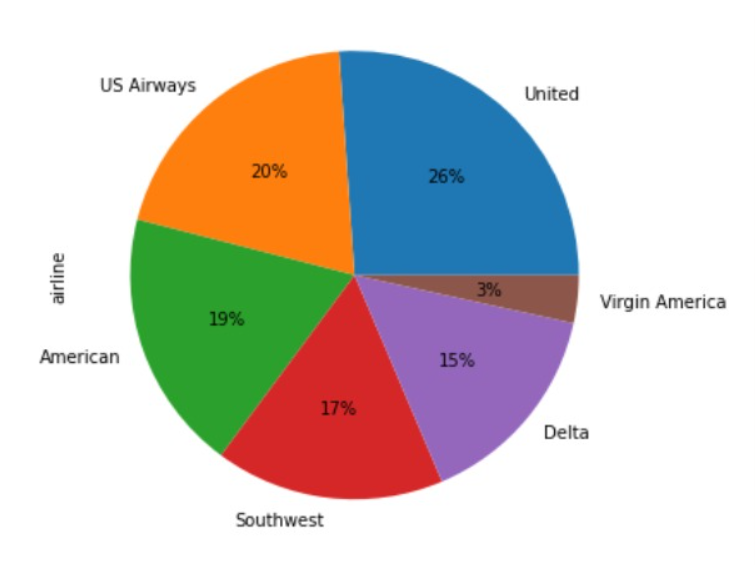 US Airways
United
20%
26%
airline
3%
Virgin America
19%
American
15%
17%
Delta
Southwest